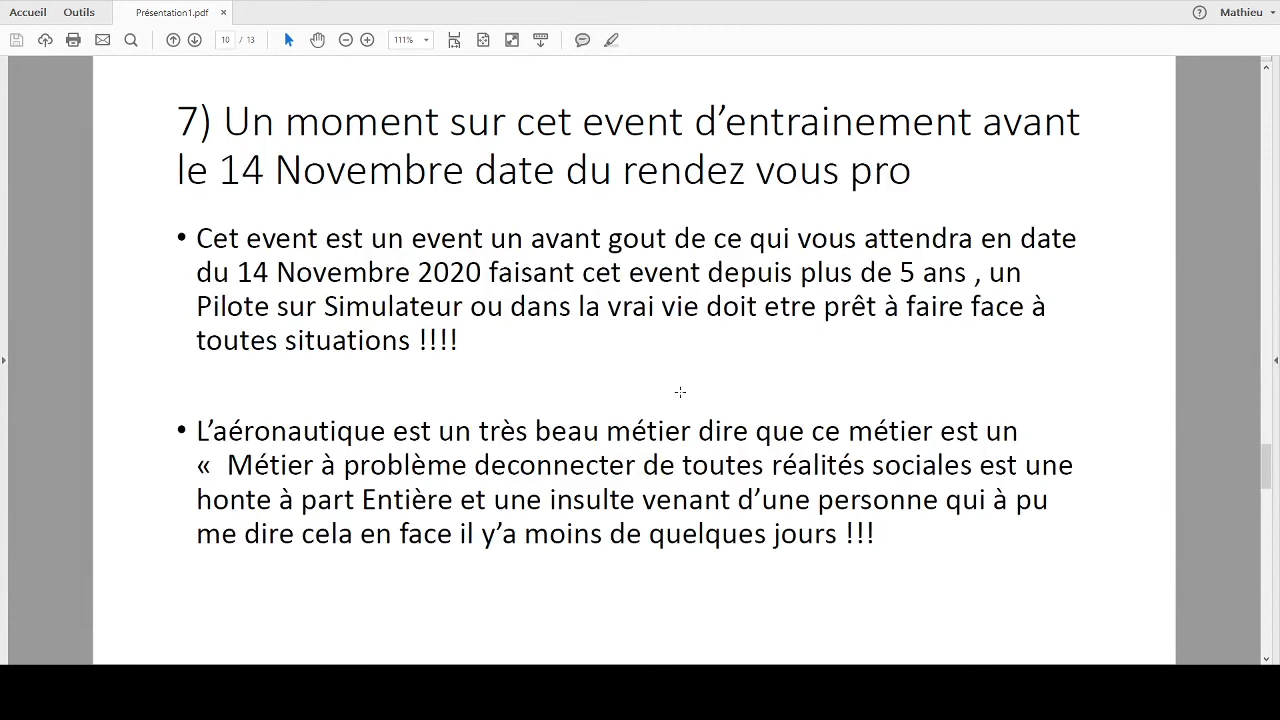 Accueil Outils Présentation1.pdf × Mathieu
10 / 13 111%
7) Un moment sur cet event d’entrainement avant
le 14 Novembre date du rendez vous pro
• Cet event est un event un avant gout de ce qui vous attendra en date
du 14 Novembre 2020 faisant cet event depuis plus de 5 ans , un
Pilote sur Simulateur ou dans la vrai vie doit etre prêt à faire face à
toutes situations !!!!
• L’aéronautique est un très beau métier dire que ce métier est un
«  Métier à problème deconnecter de toutes réalités sociales est une
honte à part Entière et une insulte venant d’une personne qui à pu
me dire cela en face il y’a moins de quelques jours !!!